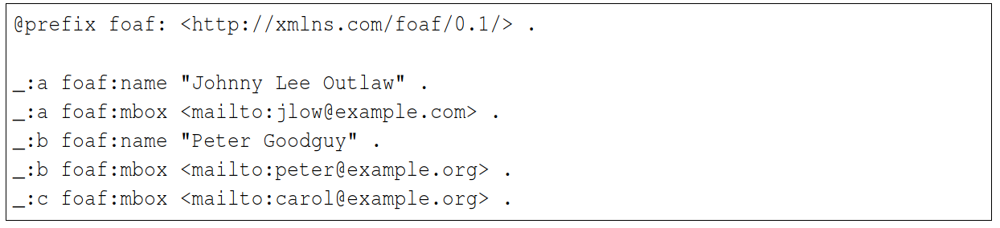 @prefix foaf: <http://xmlns.com/foaf/0.1/> .
_:a foaf:name "Johnny Lee Outlaw" .
_:a foaf:mbox <mailto:jlow@example.com> .
_:b foaf:name "Peter Goodguy" .
_:b foaf:mbox <mailto:peter@example.org> .
_:c foaf:mbox <mailto:carol@example.org> .